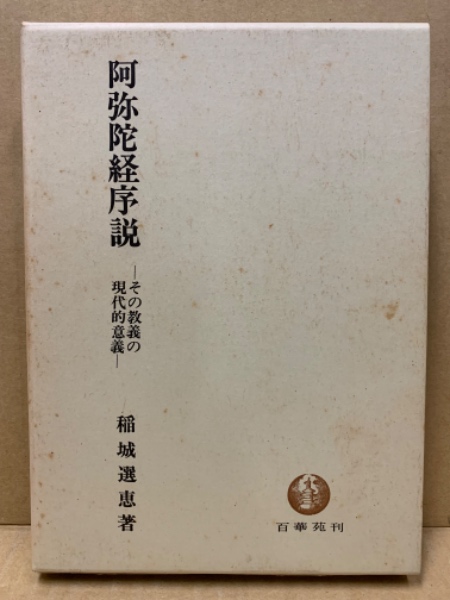 阿弥陀経序説
―その教義の
現代的意義―
稲城選恵著
百華苑刊